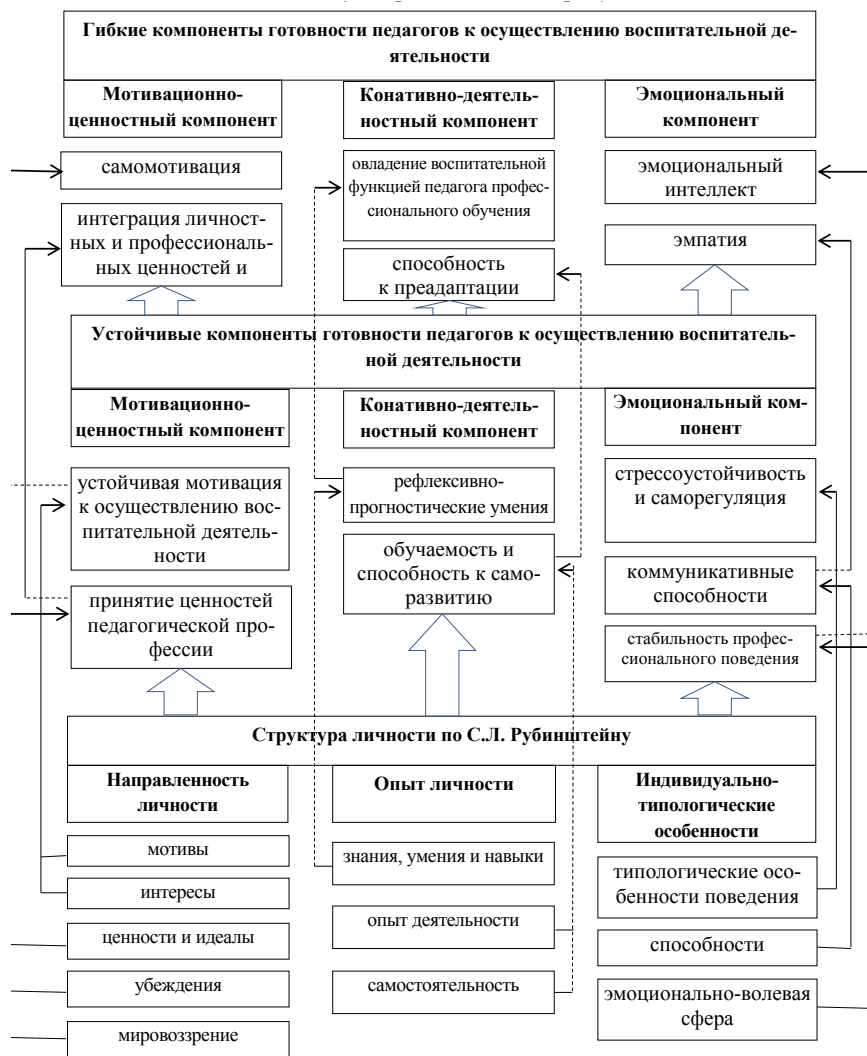 Гибкие компоненты готовности педагогов к осуществлению воспитательной де-
ятельности
Мотивационно-
ценностный компонент
Конативно-деятель-
ностный компонент
Эмоциональный
компонент
самомотивация
овладение воспитательной
функцией педагога профес-
сионального обучения
эмоциональный
интеллект
интеграция личност-
ных и профессиональ-
ных ценностей и
эмпатия
способность
к преадаптации
Устойчивые компоненты готовности педагогов к осуществлению воспитатель-
ной деятельности
Мотивационно-
ценностный компонент
Конативно-деятель-
ностный компонент
Эмоциональный ком-
понент
устойчивая мотивация
к осуществлению вос-
питательной деятель-
ности
рефлексивно-
прогностические умения
стрессоустойчивость
и саморегуляция
обучаемость и
способность к само-
развитию
коммуникативные
способности
принятие ценностей
педагогической про-
фессии
стабильность профес-
сионального поведения
Структура личности по С.Л. Рубинштейну
Направленность
личности
Опыт личности
Индивидуально-
типологические
особенности
мотивы
интересы
ценности и идеалы
убеждения
мировоззрение
знания, умения и навыки
опыт деятельности
самостоятельность
типологические осо-
бенности поведения
способности
эмоционально-волевая
сфера